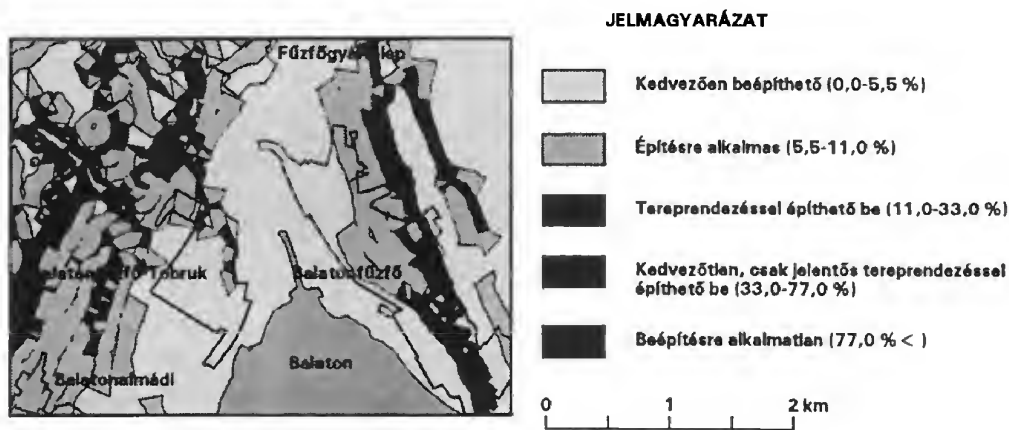 JELMAGYARÁZAT
Fűzfőgyártelep
Kedvezően beépíthető (0,0-5,5 %)
Építésre alkalmas (5,5-11,0 %)
Tereprendezéssel építhető be (11,0-33,0 %)
Kedvezőtlen, csak jelentős tereprendezéssel
építhető be (33,0-77,0 %)
Beépítésre alkalmatlan (77,0 % < )
Tobruk
Balatonfűzfő
Balaton
Balatonalmádi
0 1 2 km